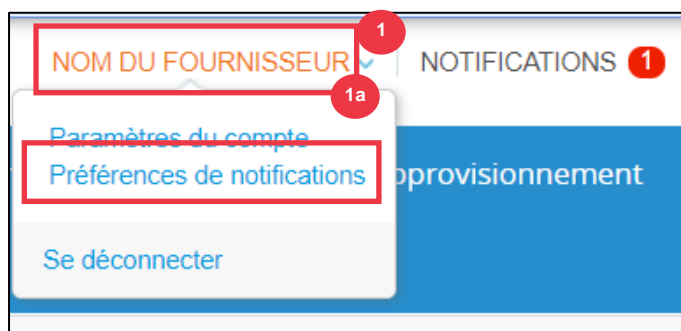 NOM DU FOURNISSEUR
1
NOTIFICATIONS 1
1a
Paramètres du compte
Préférences de notifications
pprovisionnement
Se déconnecter